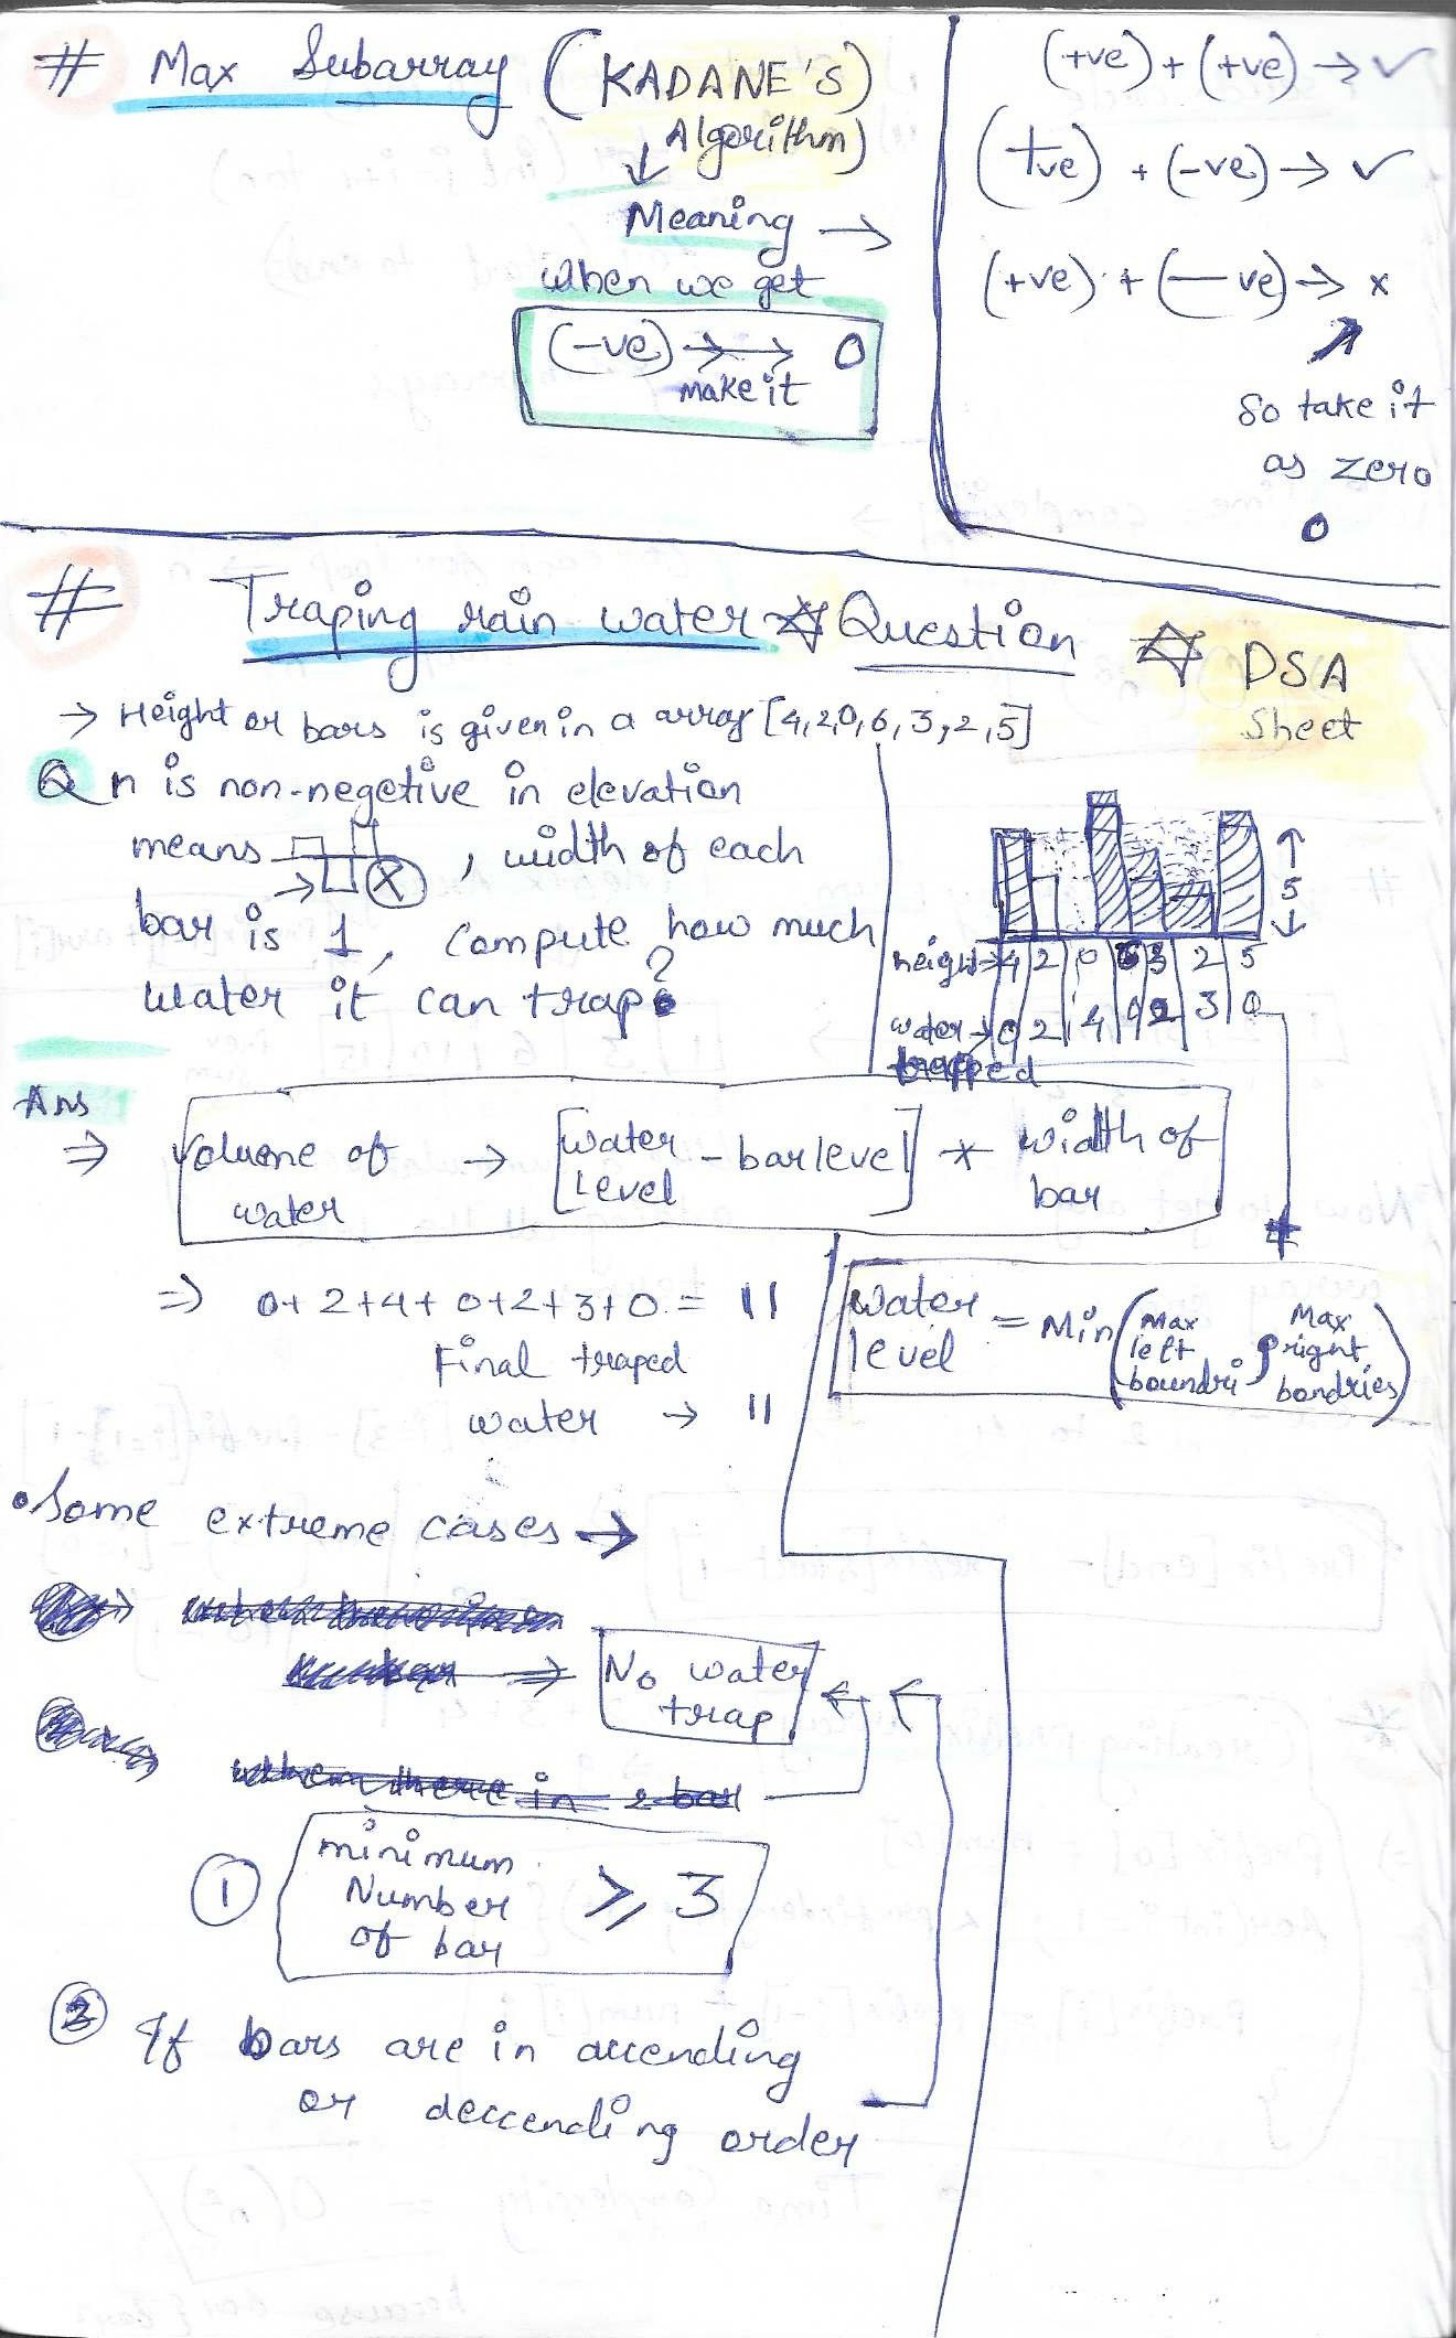 # Max Subarray (KADANE'S
Algorithm)
↓
Meaning →
when we get
(-ve) →→ 0
make it
(+ve) + (+ve) → ✓
(+ve) + (-ve) → ✓
(+ve) + (—ve) → x
So take it
as zero
0
# Traping rain water ☆ Question ☆ DSA
Sheet
→ Height or bars is given in a array [4,2,0,6,3,2,5]
Q n is non-negetive in elevation
means → X , width of each
bar is 1, compute how much
water it can trap?
↑
5
↓
height → 4 2 0 6 3 2 5
water → 0 2 4 0 2 3 0
trapped
Ans
⇒ Volume of → [water - barlevel] * width of
water Level bar
⇒ 0+2+4+0+2+3+0 = 11
Final traped
water → 11
water = Min (Max left boundri , Max right bondries)
level
• Some extreme cases →
⇒ No water
trap
when there in 2 bar
① minimum
Number ≥ 3
of bar
② If bars are in accending
or deccending order